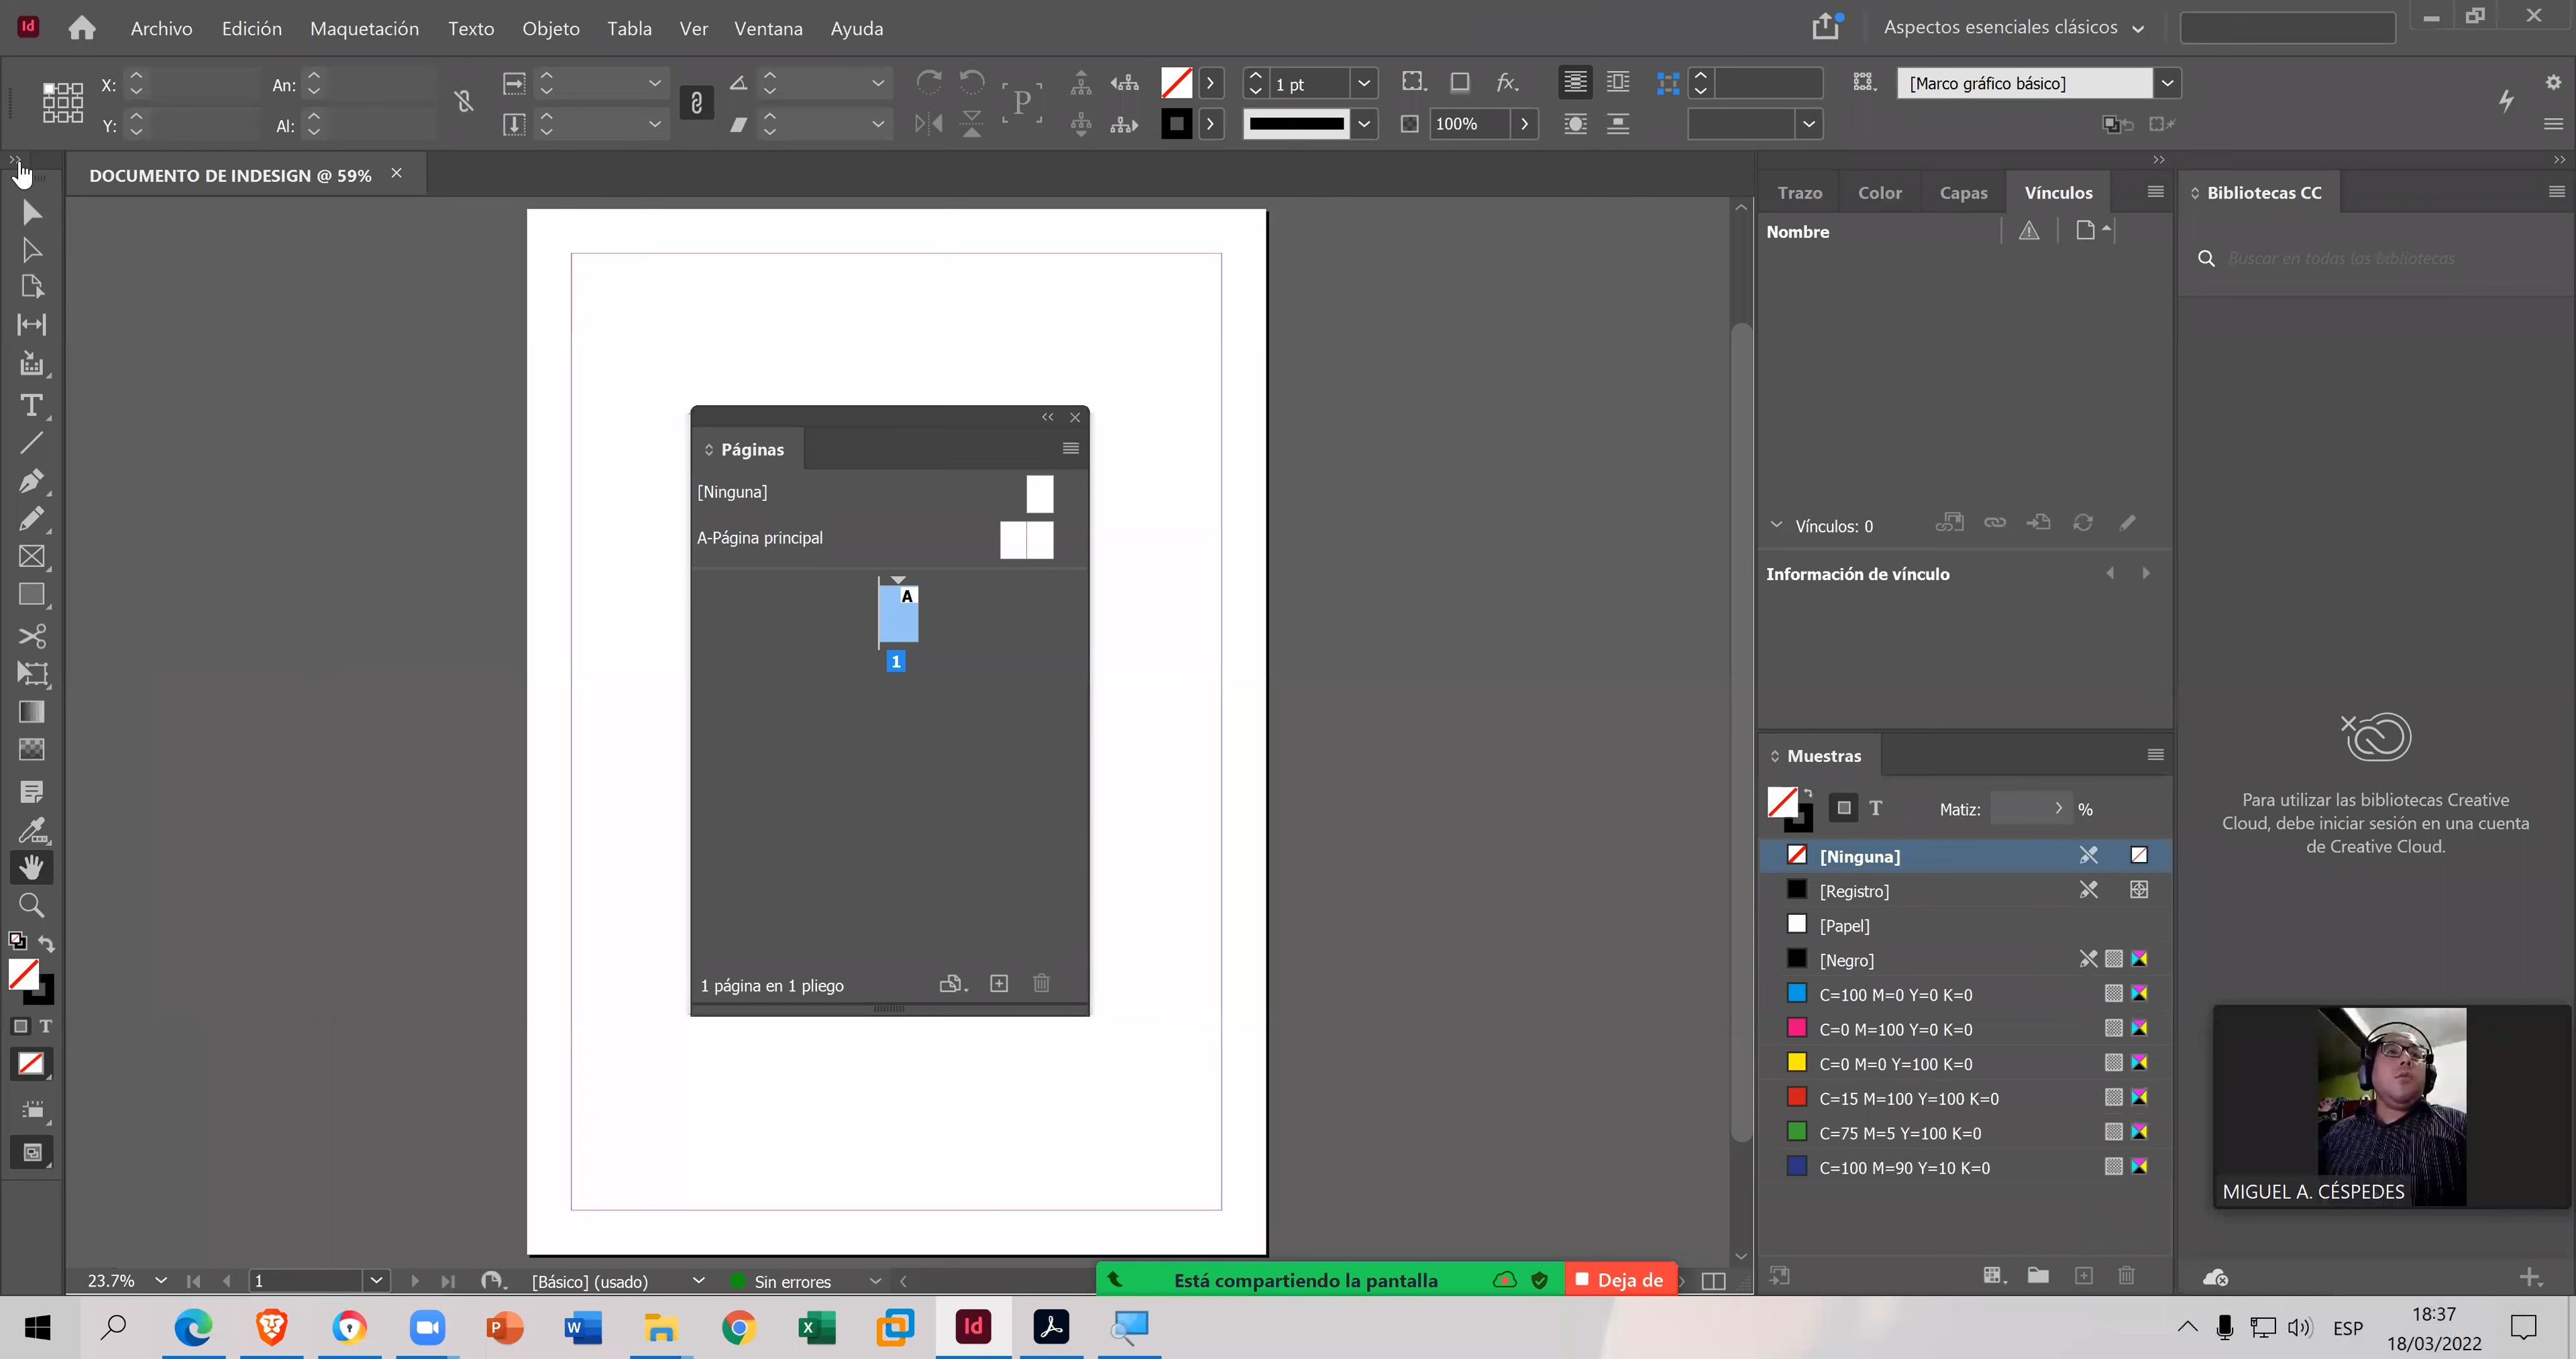 Id
Archivo Edición Maquetación Texto Objeto Tabla Ver Ventana Ayuda
Aspectos esenciales clásicos
X:
An:
1 pt
[Marco gráfico básico]
Y:
Al:
P
fx
100%
DOCUMENTO DE INDESIGN @ 59%
Trazo Color Capas Vínculos
Nombre
Vínculos: 0
Información de vínculo
Bibliotecas CC
Buscar en todas las bibliotecas
Para utilizar las bibliotecas Creative
Cloud, debe iniciar sesión en una cuenta
de Creative Cloud.
Páginas
[Ninguna]
A-Página principal
A
1
1 página en 1 pliego
Muestras
T
Matiz: %
[Ninguna]
[Registro]
[Papel]
[Negro]
C=100 M=0 Y=0 K=0
C=0 M=100 Y=0 K=0
C=0 M=0 Y=100 K=0
C=15 M=100 Y=100 K=0
C=75 M=5 Y=100 K=0
C=100 M=90 Y=10 K=0
MIGUEL A. CÉSPEDES
T
T
23.7%
1
[Básico] (usado)
Sin errores
Está compartiendo la pantalla
Deja de
P
W
X
Id
ESP
18:37
18/03/2022